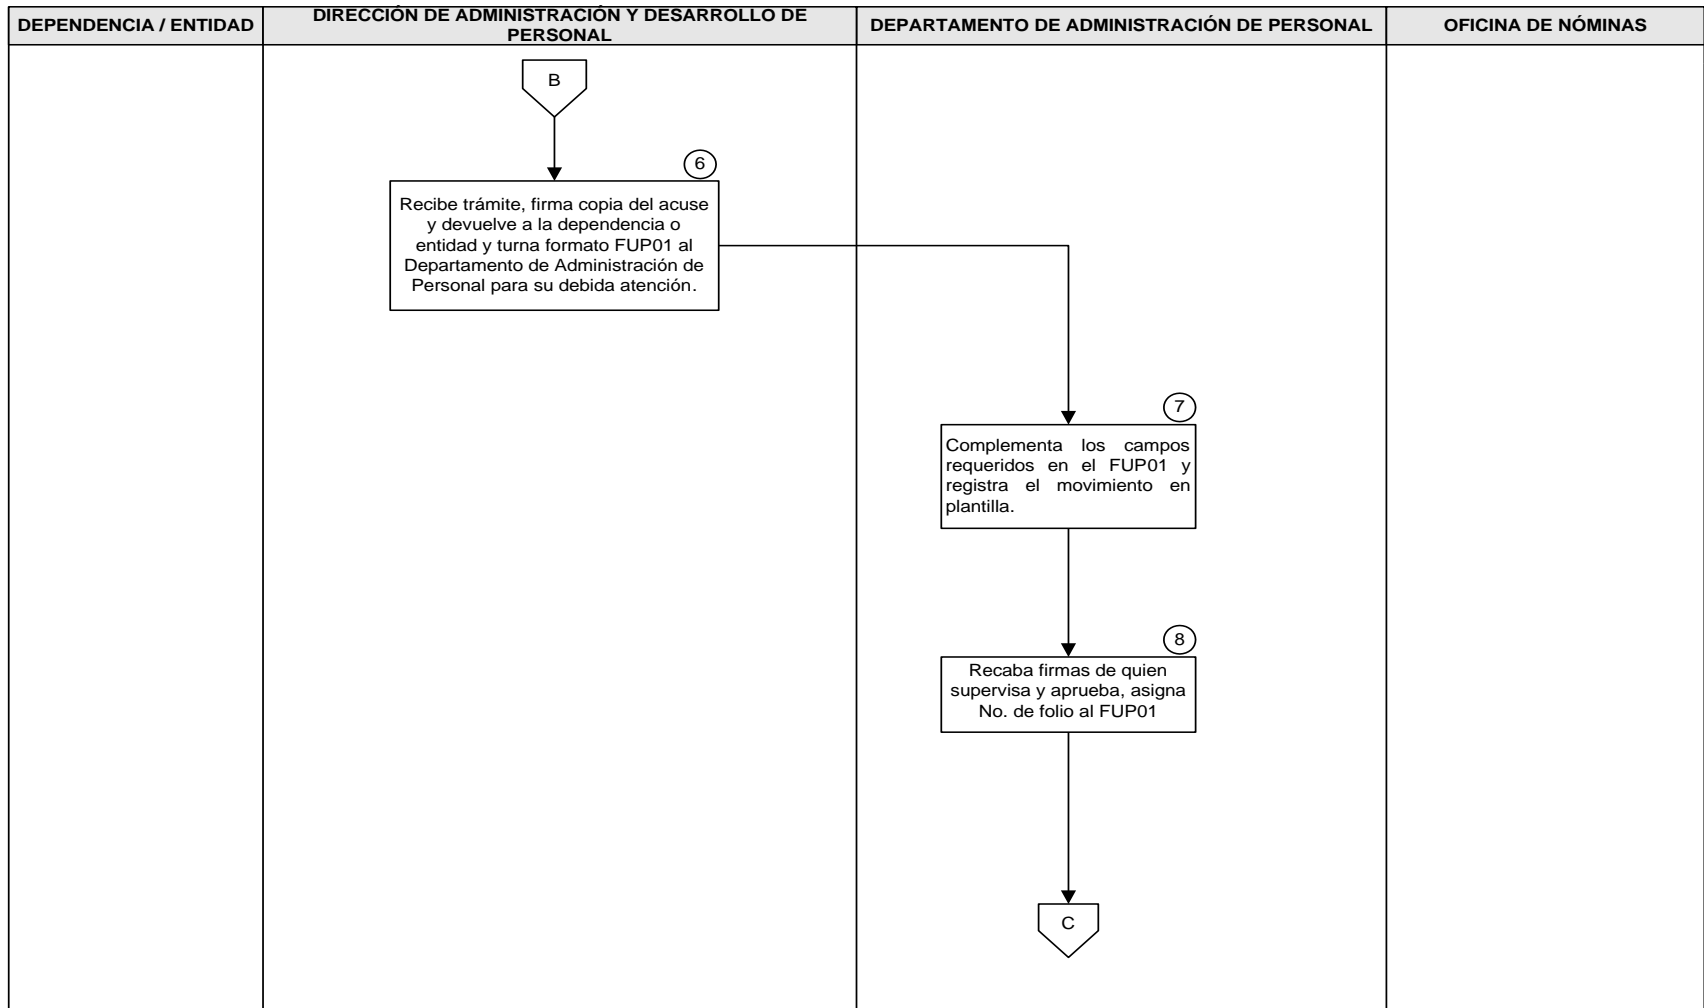 DEPENDENCIA / ENTIDAD
DIRECCIÓN DE ADMINISTRACIÓN Y DESARROLLO DE
PERSONAL
DEPARTAMENTO DE ADMINISTRACIÓN DE PERSONAL
OFICINA DE NÓMINAS
B
6
Recibe trámite, firma copia del acuse
y devuelve a la dependencia o
entidad y turna formato FUP01 al
Departamento de Administración de
Personal para su debida atención.
7
Complementa los campos
requeridos en el FUP01 y
registra el movimiento en
plantilla.
8
Recaba firmas de quien
supervisa y aprueba, asigna
No. de folio al FUP01
C